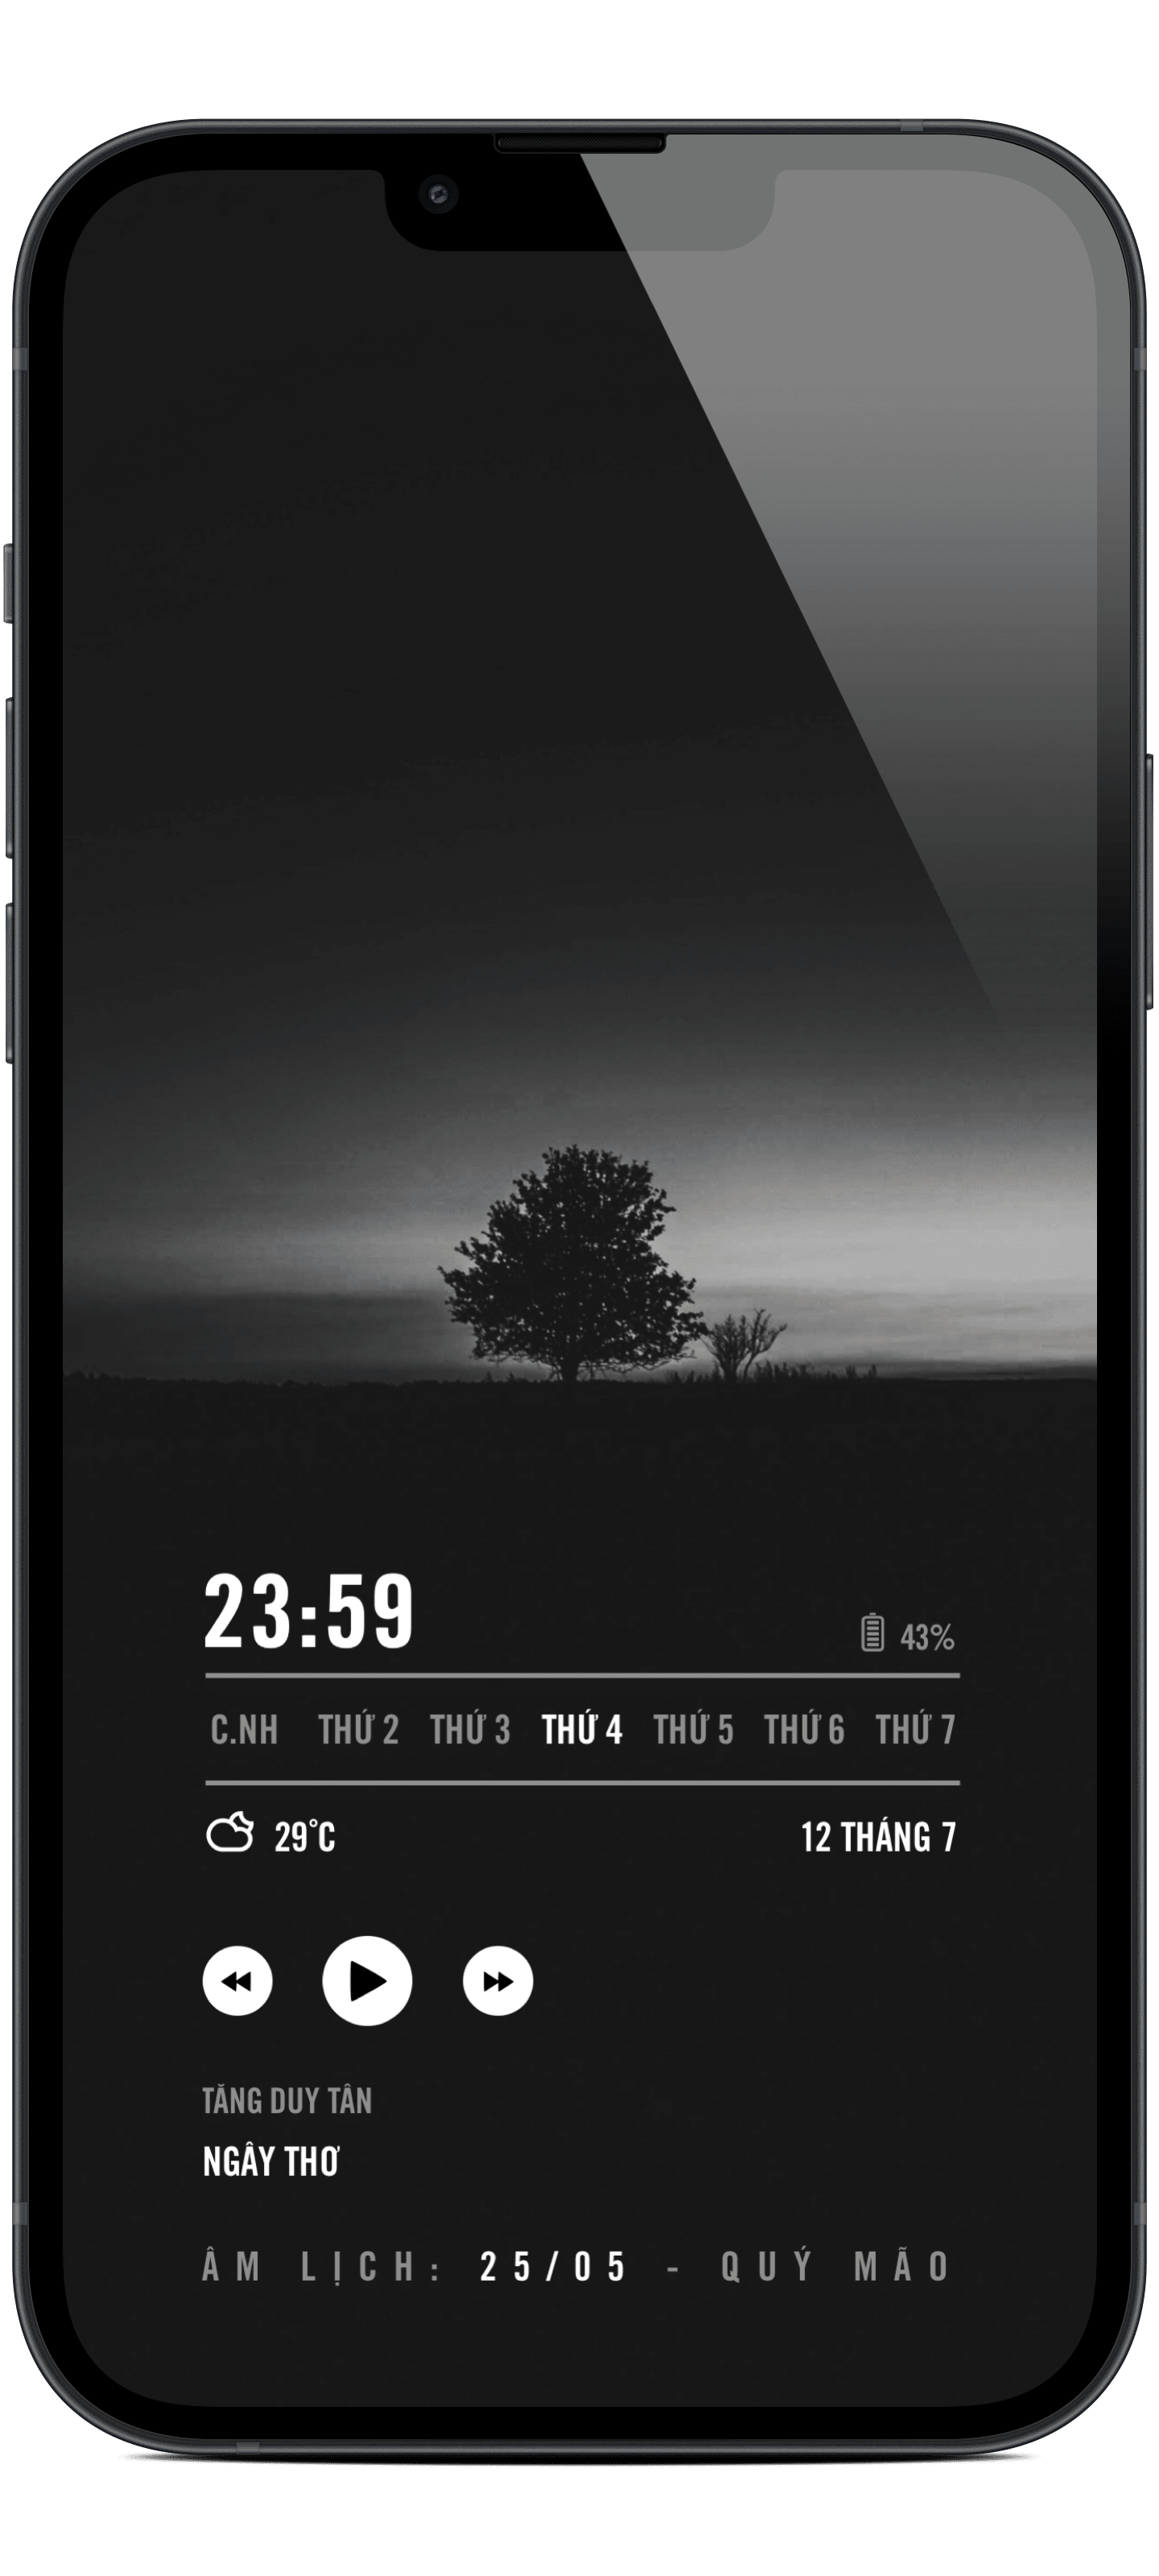 23:59
43%
C.NH THỨ 2 THỨ 3 THỨ 4 THỨ 5 THỨ 6 THỨ 7
29°C 12 THÁNG 7
TĂNG DUY TÂN
NGÂY THƠ
ÂM LỊCH: 25/05 - QUÝ MÃO